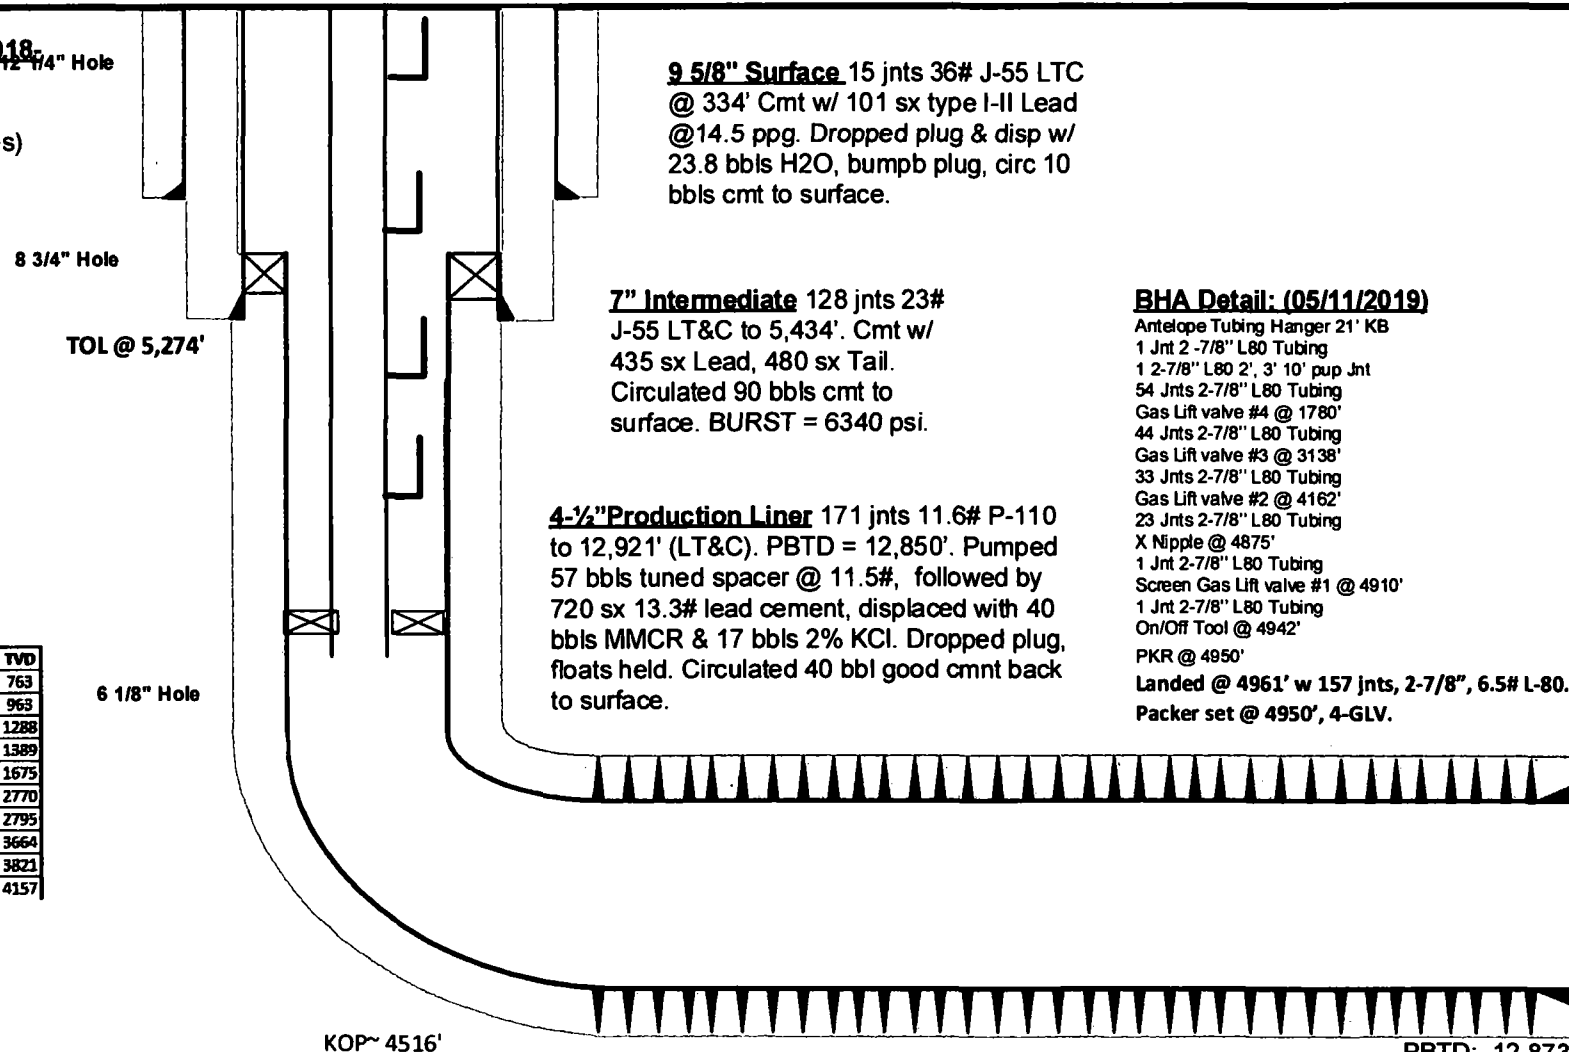 018-
12-1/4" Hole
s)
9 5/8" Surface 15 jnts 36# J-55 LTC
@ 334' Cmt w/ 101 sx type I-II Lead
@14.5 ppg. Dropped plug & disp w/
23.8 bbls H2O, bumpb plug, circ 10
bbls cmt to surface.
8 3/4" Hole
TOL @ 5,274'
7" Intermediate 128 jnts 23#
J-55 LT&C to 5,434'. Cmt w/
435 sx Lead, 480 sx Tail.
Circulated 90 bbls cmt to
surface. BURST = 6340 psi.
BHA Detail: (05/11/2019)
Antelope Tubing Hanger 21' KB
1 Jnt 2 -7/8" L80 Tubing
1 2-7/8" L80 2', 3' 10' pup Jnt
54 Jnts 2-7/8" L80 Tubing
Gas Lift valve #4 @ 1780'
44 Jnts 2-7/8" L80 Tubing
Gas Lift valve #3 @ 3138'
33 Jnts 2-7/8" L80 Tubing
Gas Lift valve #2 @ 4162'
23 Jnts 2-7/8" L80 Tubing
X Nipple @ 4875'
1 Jnt 2-7/8" L80 Tubing
Screen Gas Lift valve #1 @ 4910'
1 Jnt 2-7/8" L80 Tubing
On/Off Tool @ 4942'
PKR @ 4950'
Landed @ 4961' w 157 jnts, 2-7/8", 6.5# L-80.
Packer set @ 4950', 4-GLV.
4-½"Production Liner 171 jnts 11.6# P-110
to 12,921' (LT&C). PBTD = 12,850'. Pumped
57 bbls tuned spacer @ 11.5#, followed by
720 sx 13.3# lead cement, displaced with 40
bbls MMCR & 17 bbls 2% KCl. Dropped plug,
floats held. Circulated 40 bbl good cmnt back
to surface.
TVD
763
963
1288
1389
1675
2770
2795
3664
3821
4157
6 1/8" Hole
KOP~ 4516'
PBTD: 12,873